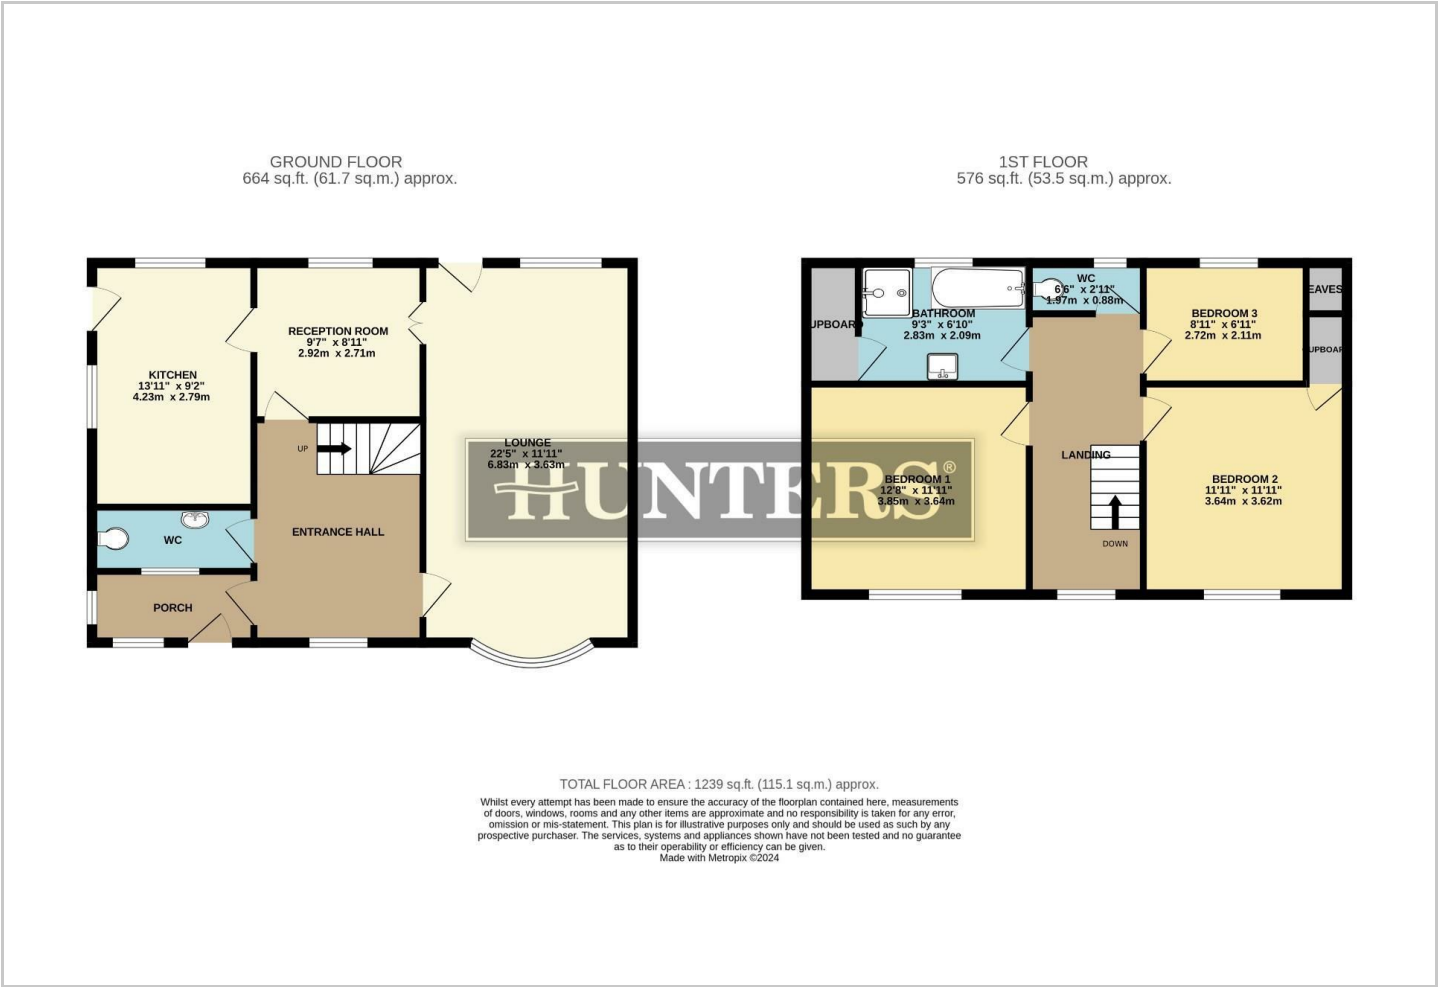 GROUND FLOOR
664 sq.ft. (61.7 sq.m.) approx.
1ST FLOOR
576 sq.ft. (53.5 sq.m.) approx.
KITCHEN
13'11" x 9'2"
4.23m x 2.79m
RECEPTION ROOM
9'7" x 8'11"
2.92m x 2.71m
UP
LOUNGE
22'5" x 11'11"
6.83m x 3.63m
WC
ENTRANCE HALL
PORCH
HUNTERS®
UPBOARD
BATHROOM
9'3" x 6'10"
2.83m x 2.09m
WC
6'6" x 2'11"
1.97m x 0.88m
BEDROOM 3
8'11" x 6'11"
2.72m x 2.11m
EAVES
UPBOAR
BEDROOM 1
12'8" x 11'11"
3.85m x 3.64m
LANDING
DOWN
BEDROOM 2
11'11" x 11'11"
3.64m x 3.62m
TOTAL FLOOR AREA : 1239 sq.ft. (115.1 sq.m.) approx.
Whilst every attempt has been made to ensure the accuracy of the floorplan contained here, measurements
of doors, windows, rooms and any other items are approximate and no responsibility is taken for any error,
omission or mis-statement. This plan is for illustrative purposes only and should be used as such by any
prospective purchaser. The services, systems and appliances shown have not been tested and no guarantee
as to their operability or efficiency can be given.
Made with Metropix ©2024